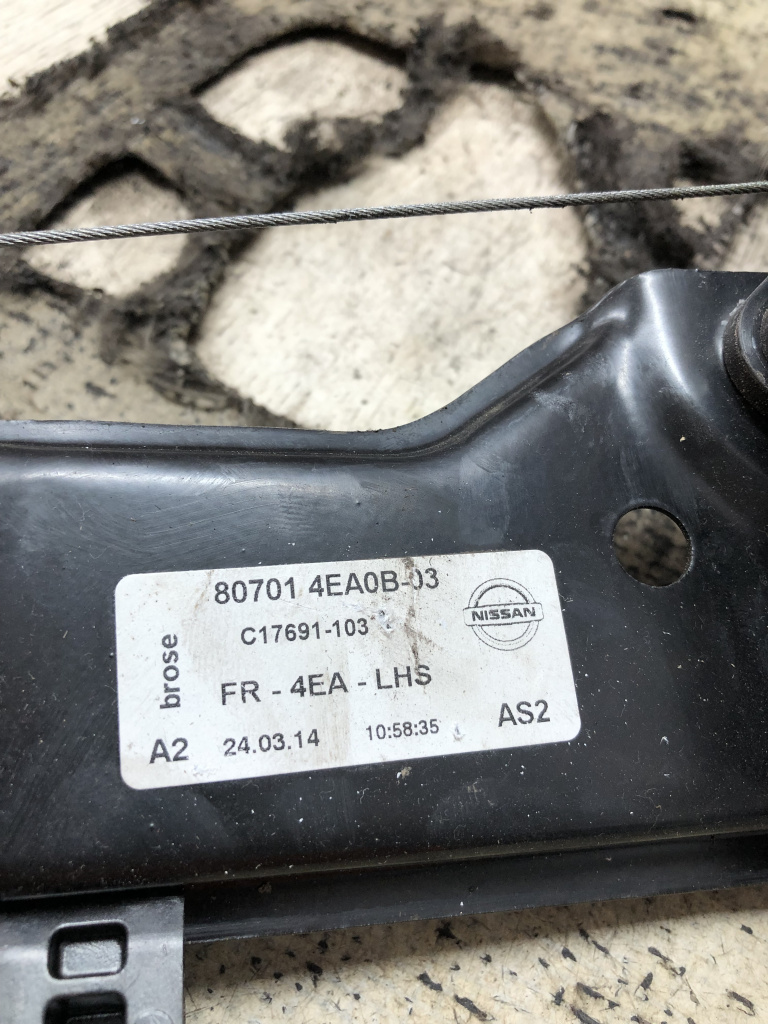 80701 4EA0B-03
C17691-103
NISSAN
brose
FR - 4EA - LHS
A2 24.03.14 10:58:35 AS2